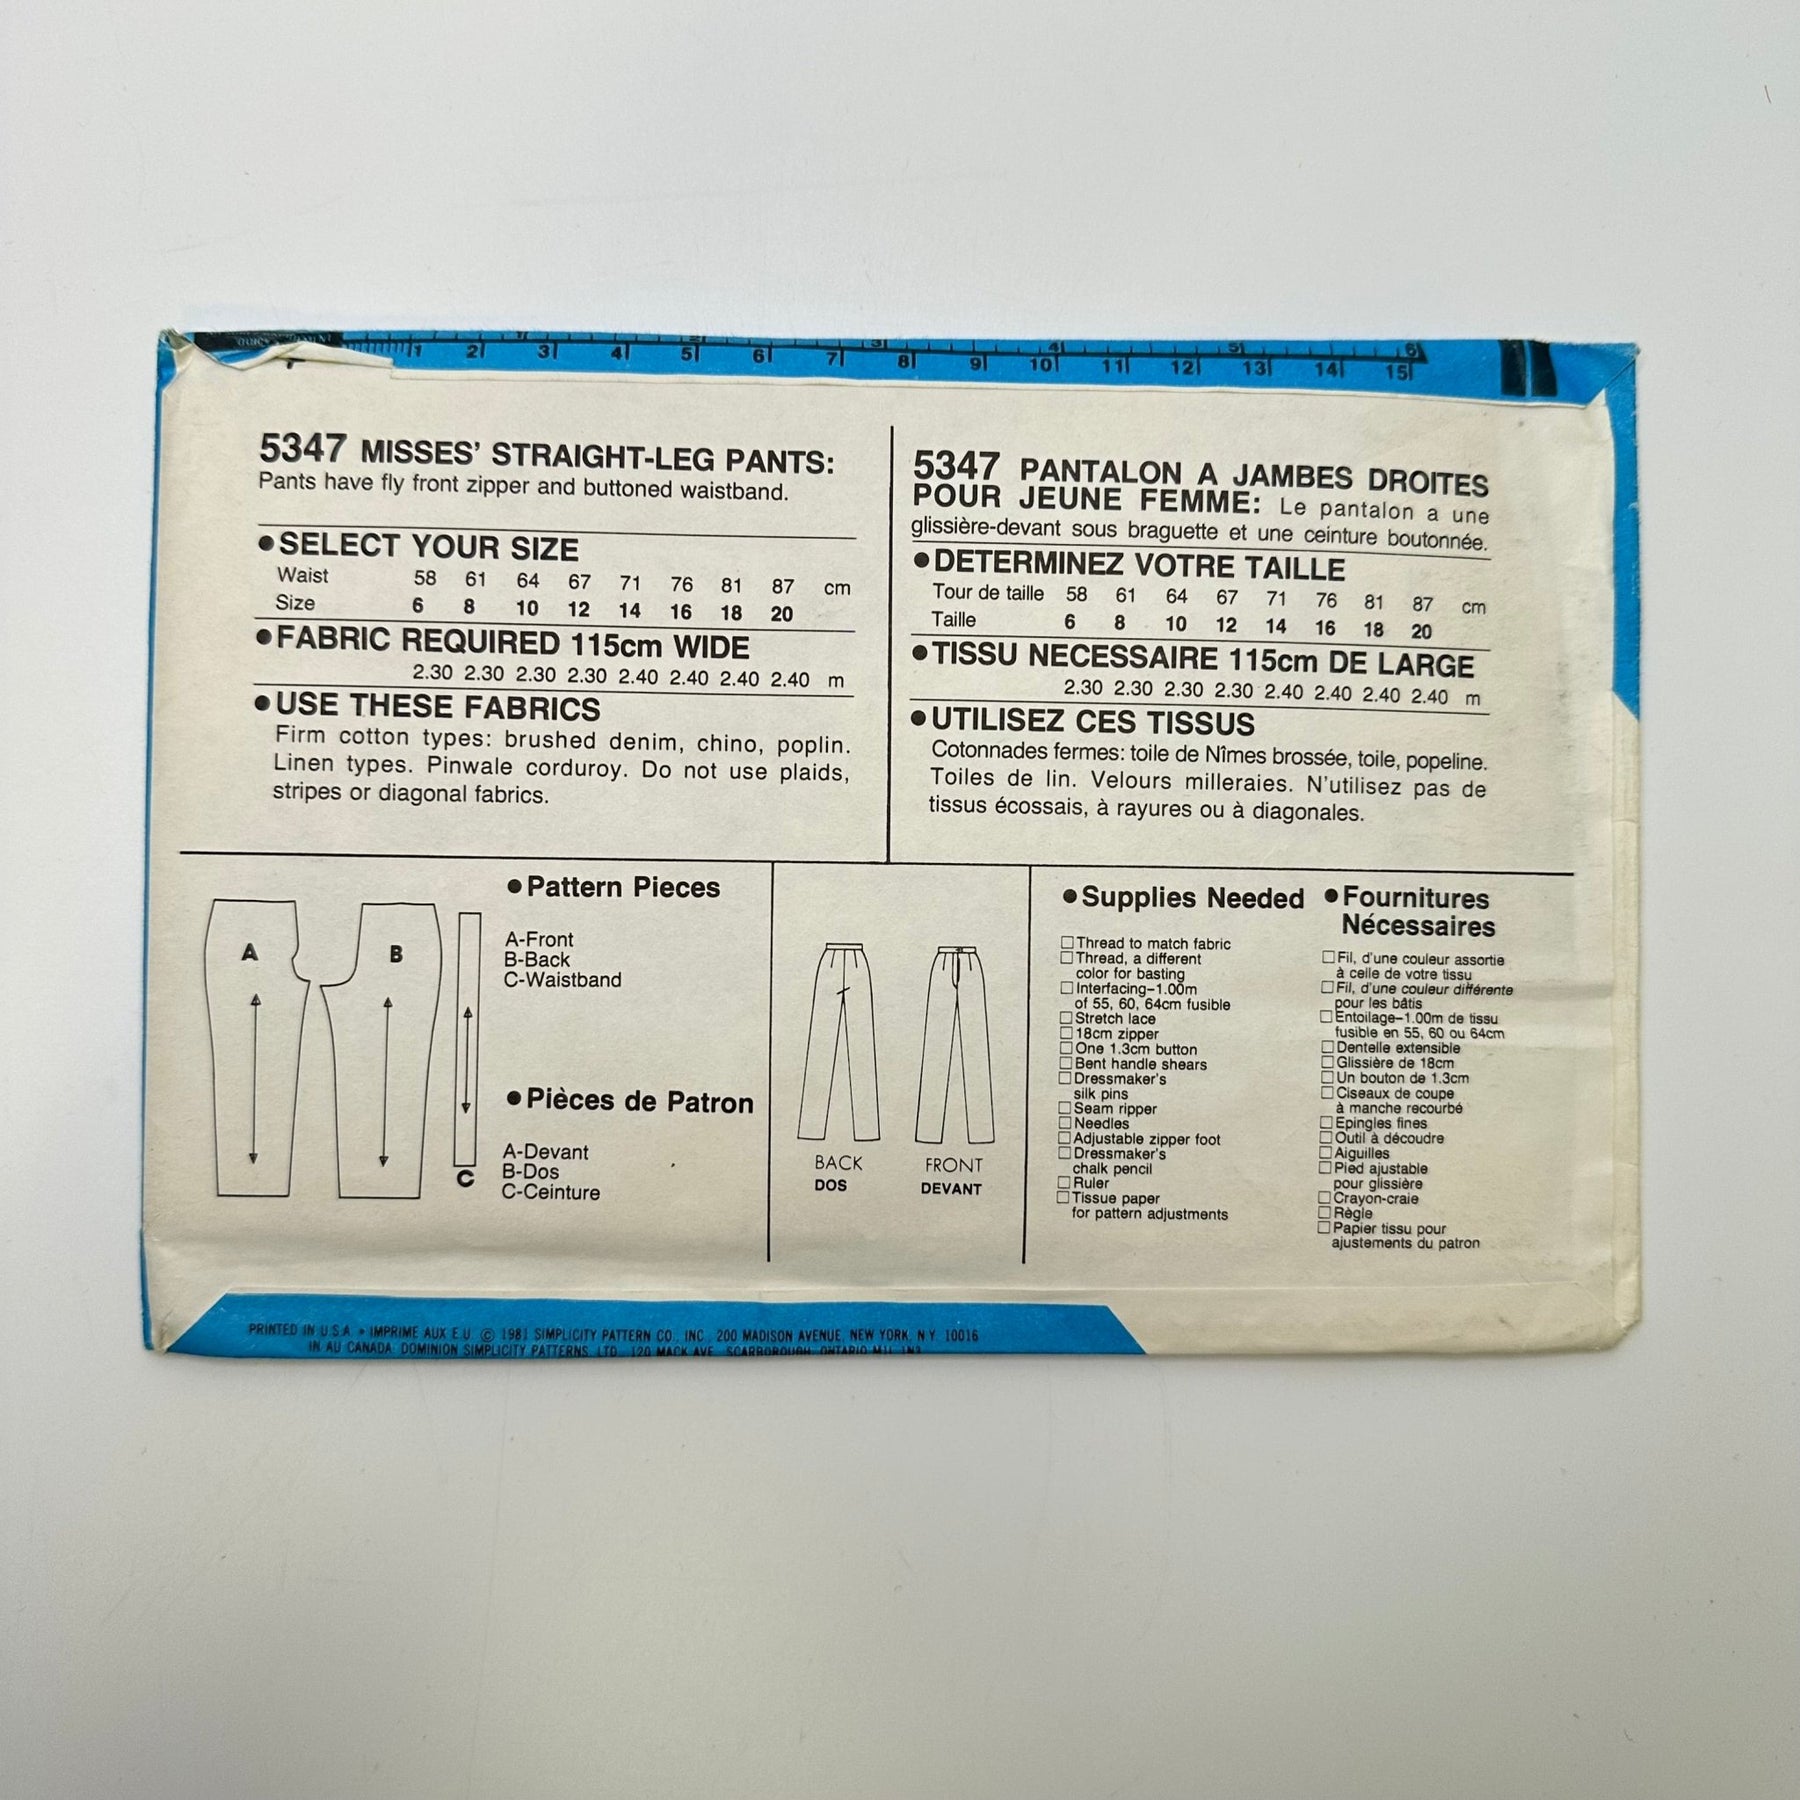 1 2 3 4 5 6 7 8 9 10 11 12 13 14 15
5347 MISSES' STRAIGHT-LEG PANTS:
Pants have fly front zipper and buttoned waistband.
●SELECT YOUR SIZE
Waist 58 61 64 67 71 76 81 87 cm
Size 6 8 10 12 14 16 18 20
●FABRIC REQUIRED 115cm WIDE
2.30 2.30 2.30 2.30 2.40 2.40 2.40 2.40 m
●USE THESE FABRICS
Firm cotton types: brushed denim, chino, poplin.
Linen types. Pinwale corduroy. Do not use plaids,
stripes or diagonal fabrics.
5347 PANTALON A JAMBES DROITES
POUR JEUNE FEMME: Le pantalon a une
glissière-devant sous braguette et une ceinture boutonnée.
●DETERMINEZ VOTRE TAILLE
Tour de taille 58 61 64 67 71 76 81 87 cm
Taille 6 8 10 12 14 16 18 20
●TISSU NECESSAIRE 115cm DE LARGE
2.30 2.30 2.30 2.30 2.40 2.40 2.40 2.40 m
●UTILISEZ CES TISSUS
Cotonnades fermes: toile de Nîmes brossée, toile, popeline.
Toiles de lin. Velours milleraies. N'utilisez pas de
tissus écossais, à rayures ou à diagonales.
A
B
C
●Pattern Pieces
A-Front
B-Back
C-Waistband
●Pièces de Patron
A-Devant
B-Dos
C-Ceinture
BACK
DOS
FRONT
DEVANT
●Supplies Needed
☐Thread to match fabric
☐Thread, a different
color for basting
☐Interfacing–1.00m
of 55, 60, 64cm fusible
☐Stretch lace
☐18cm zipper
☐One 1.3cm button
☐Bent handle shears
☐Dressmaker's
silk pins
☐Seam ripper
☐Needles
☐Adjustable zipper foot
☐Dressmaker's
chalk pencil
☐Ruler
☐Tissue paper
for pattern adjustments
●Fournitures
Nécessaires
☐Fil, d'une couleur assortie
à celle de votre tissu
☐Fil, d'une couleur différente
pour les bâtis
☐Entoilage–1.00m de tissu
fusible en 55, 60 ou 64cm
☐Dentelle extensible
☐Glissière de 18cm
☐Un bouton de 1.3cm
☐Ciseaux de coupe
à manche recourbé
☐Epingles fines
☐Outil à découdre
☐Aiguilles
☐Pied ajustable
pour glissière
☐Crayon-craie
☐Règle
☐Papier tissu pour
ajustements du patron
PRINTED IN U.S.A. • IMPRIME AUX E.U. © 1981 SIMPLICITY PATTERN CO., INC., 200 MADISON AVENUE, NEW YORK, N.Y. 10016
IN AU CANADA: DOMINION SIMPLICITY PATTERNS, LTD., 120 MACK AVE. SCARBOROUGH, ONTARIO